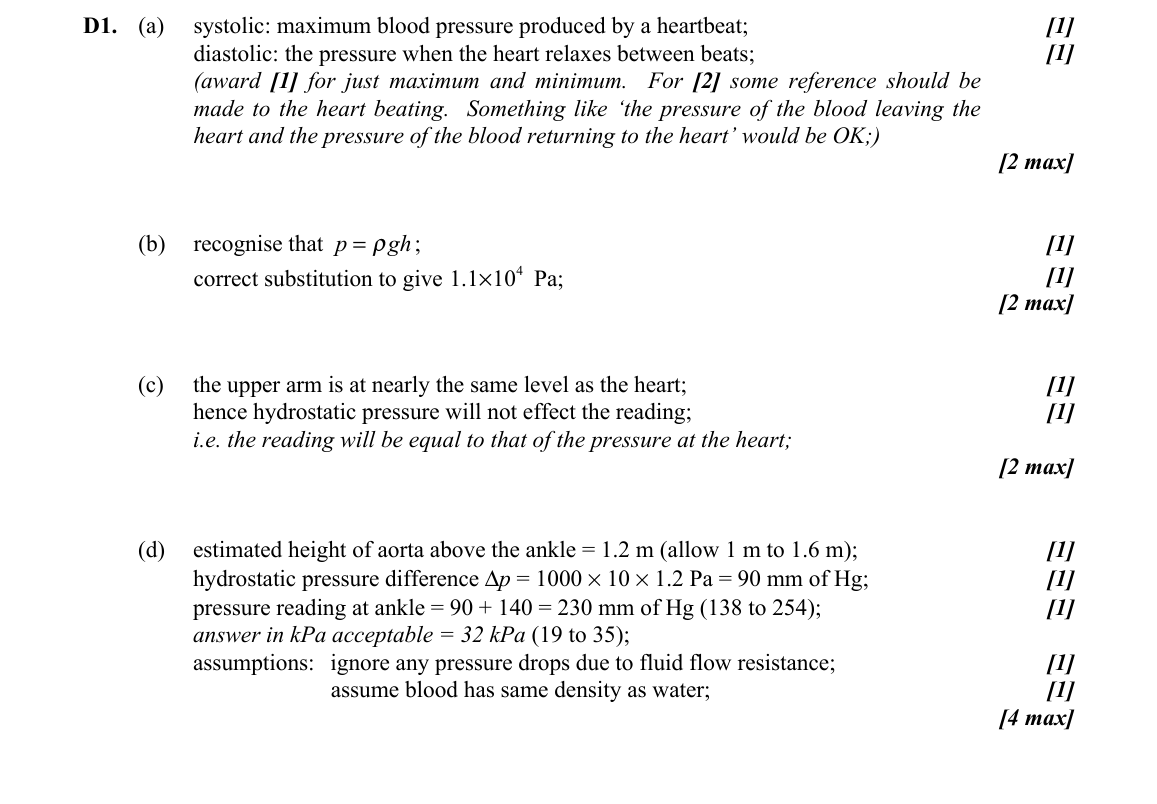 D1. (a) systolic: maximum blood pressure produced by a heartbeat; [1]
diastolic: the pressure when the heart relaxes between beats; [1]
(award [1] for just maximum and minimum. For [2] some reference should be
made to the heart beating. Something like ‘the pressure of the blood leaving the
heart and the pressure of the blood returning to the heart’ would be OK;)
[2 max]
(b) recognise that p = ρgh; [1]
correct substitution to give 1.1×10⁴ Pa; [1]
[2 max]
(c) the upper arm is at nearly the same level as the heart; [1]
hence hydrostatic pressure will not effect the reading; [1]
i.e. the reading will be equal to that of the pressure at the heart;
[2 max]
(d) estimated height of aorta above the ankle = 1.2 m (allow 1 m to 1.6 m); [1]
hydrostatic pressure difference Δp = 1000 × 10 × 1.2 Pa = 90 mm of Hg; [1]
pressure reading at ankle = 90 + 140 = 230 mm of Hg (138 to 254); [1]
answer in kPa acceptable = 32 kPa (19 to 35);
assumptions: ignore any pressure drops due to fluid flow resistance; [1]
assume blood has same density as water; [1]
[4 max]